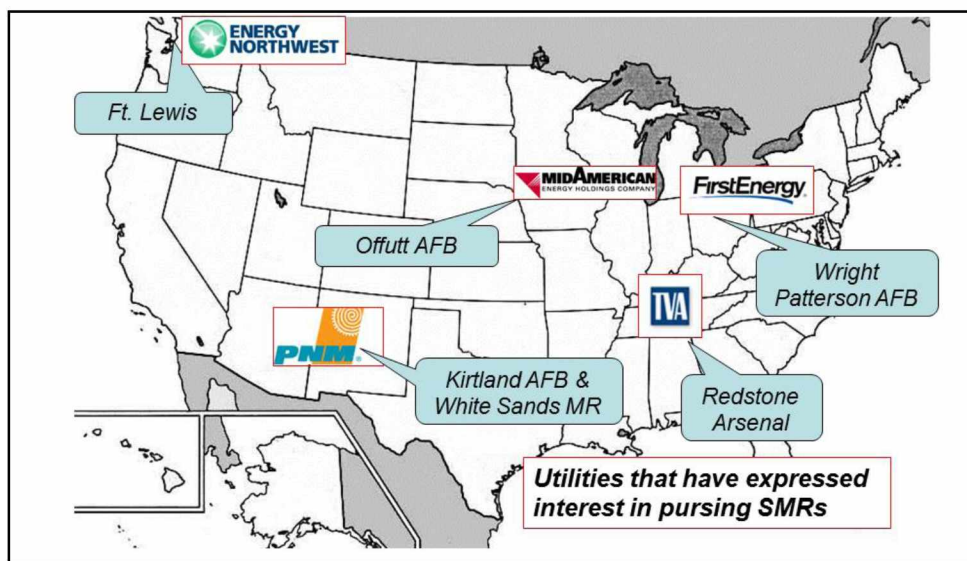 ENERGY
NORTHWEST
Ft. Lewis
MIDAMERICAN
ENERGY HOLDINGS COMPANY
FirstEnergy
Offutt AFB
Wright
Patterson AFB
TVA
PNM
Kirtland AFB &
White Sands MR
Redstone
Arsenal
Utilities that have expressed
interest in pursing SMRs